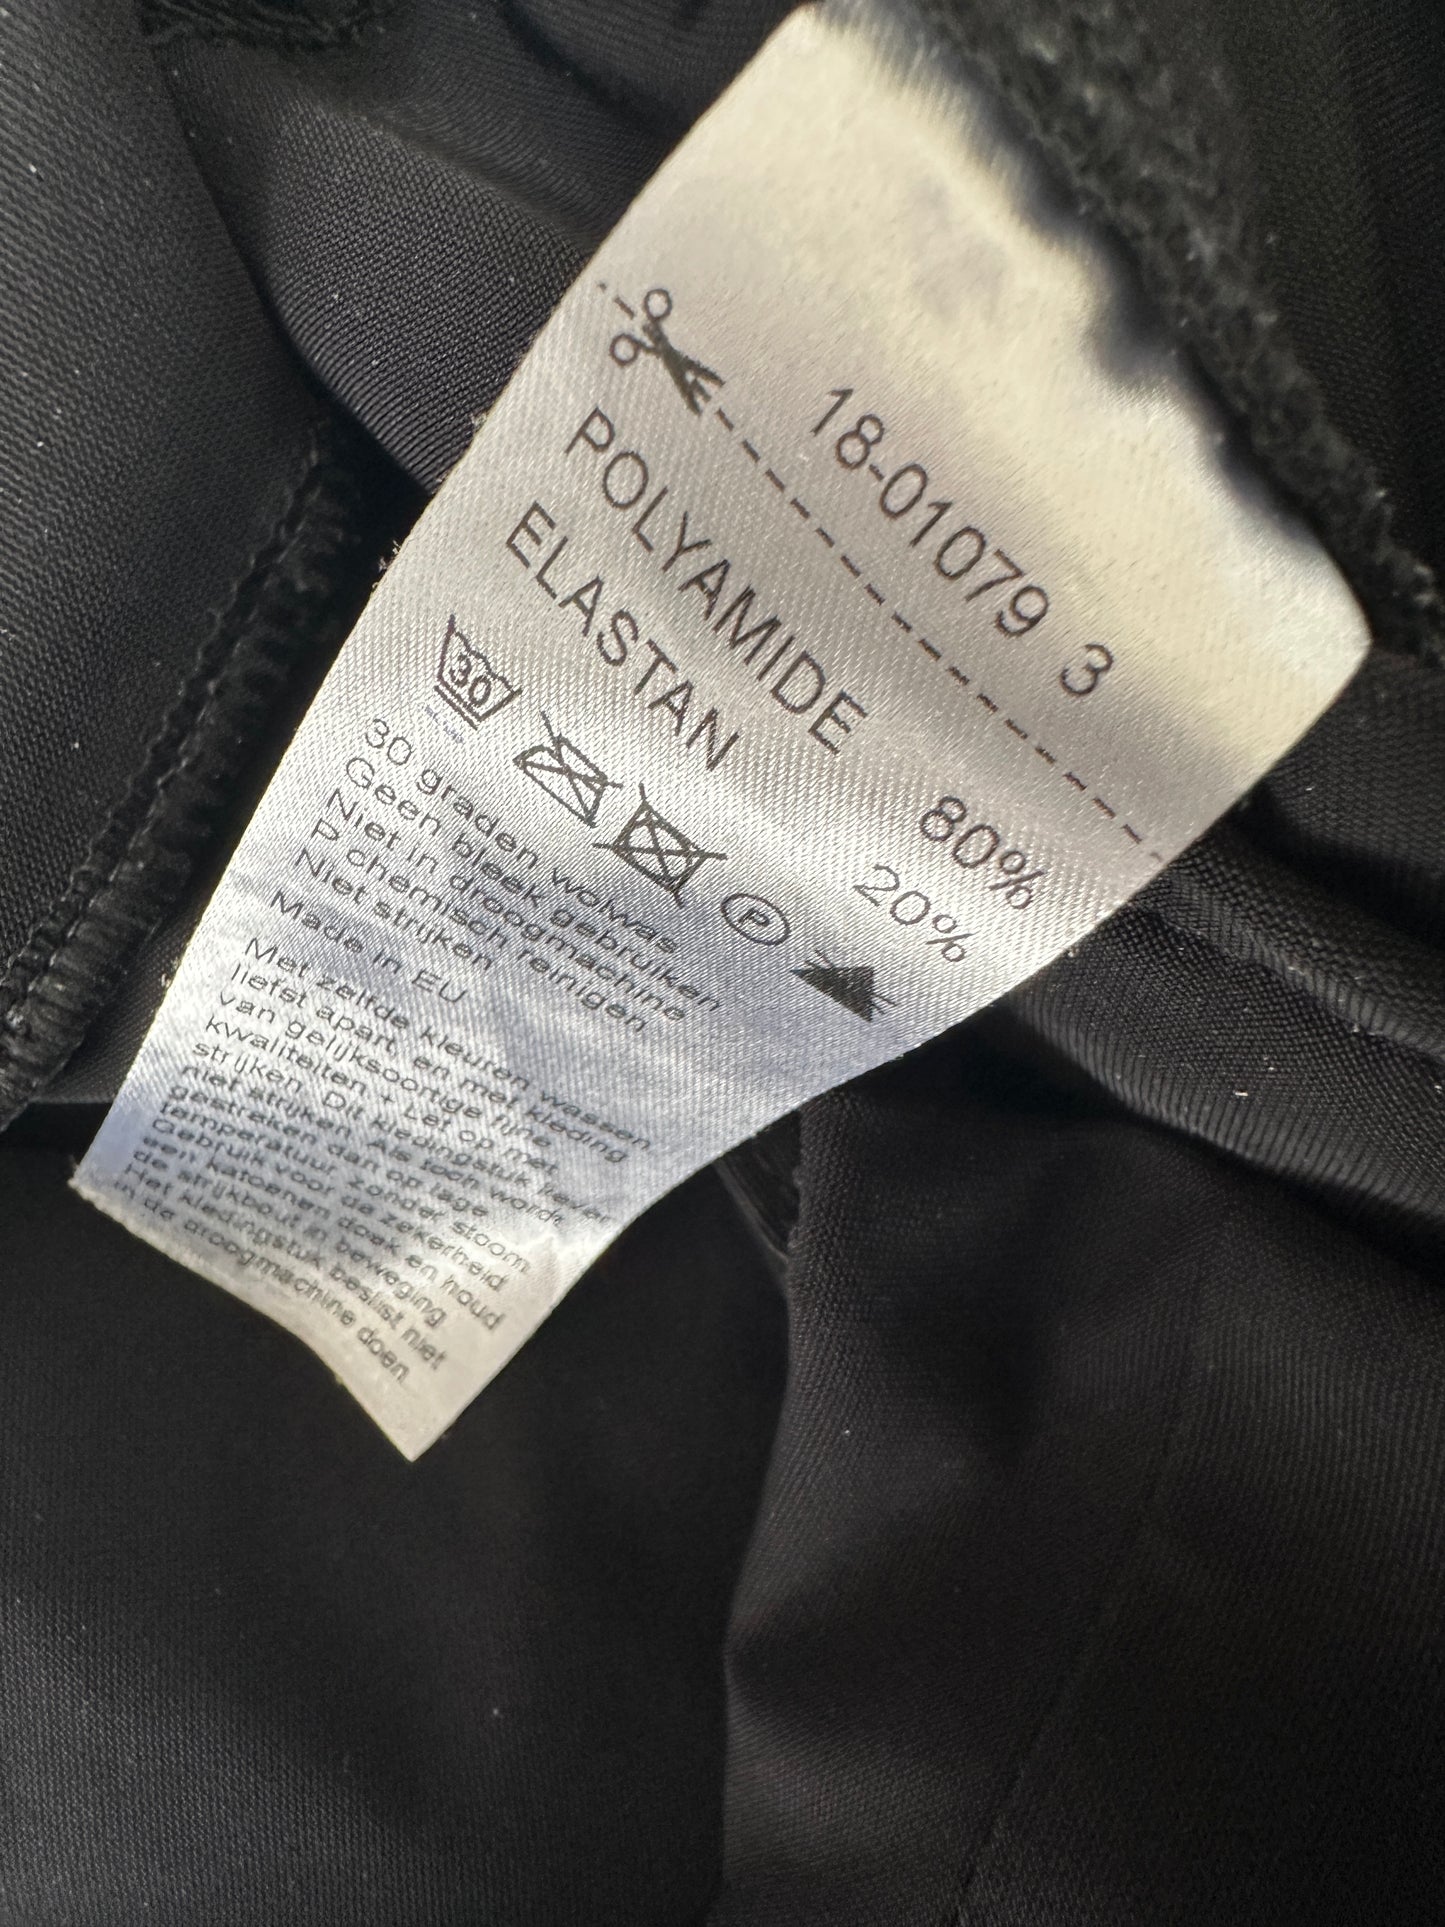 18-01079 3
POLYAMIDE 80%
ELASTAN 20%
30
P
30 graden wolwas
Geen bleek gebruiken
Niet in droogmachine
P chemisch reinigen
Niet strijken
Made in EU
Met zelfde kleuren wassen
liefst apart, en met kleding
van gelijksoortige fijne
kwaliteiten + Let op met
strijken. Dit kledingstuk liever
niet strijken. Als toch wordt
gestreken dan op lage
temperatuur, zonder stoom
Gebruik voor de zekerheid
een katoenen doek en houd
de strijkbout in beweging
Het kledingstuk beslist niet
in de droogmachine doen